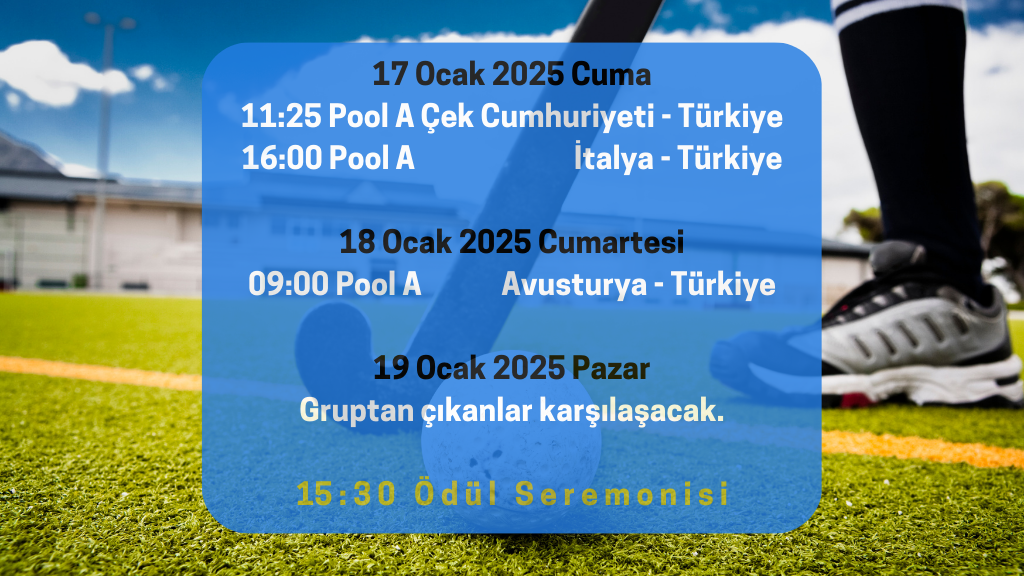 17 Ocak 2025 Cuma
11:25 Pool A Çek Cumhuriyeti - Türkiye
16:00 Pool A İtalya - Türkiye
18 Ocak 2025 Cumartesi
09:00 Pool A Avusturya - Türkiye
19 Ocak 2025 Pazar
Gruptan çıkanlar karşılaşacak.
15:30 Ödül Seremonisi